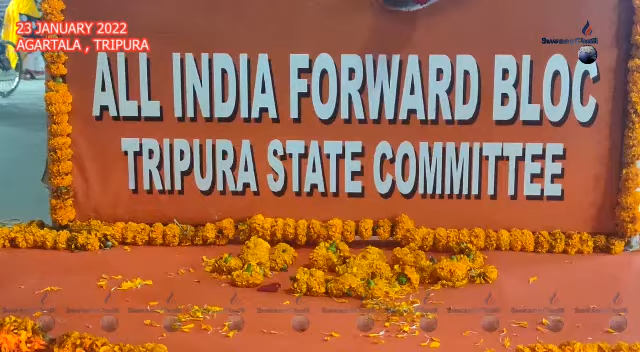 23 JANUARY 2022
AGARTALA , TRIPURA
ALL INDIA FORWARD BLOC
TRIPURA STATE COMMITTEE